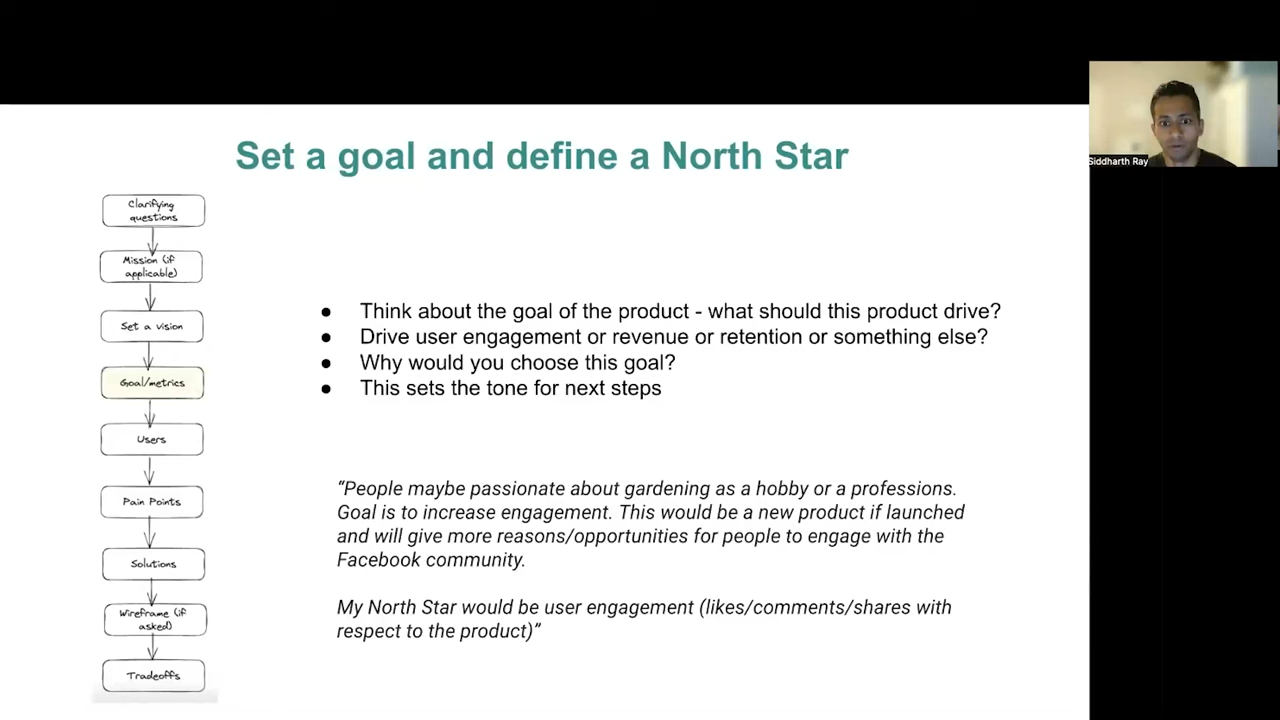 Set a goal and define a North Star
Siddharth Ray
Clarifying
questions
Mission (if
applicable)
Set a vision
Goal/metrics
Users
Pain Points
Solutions
Wireframe (if
asked)
Tradeoffs
● Think about the goal of the product - what should this product drive?
● Drive user engagement or revenue or retention or something else?
● Why would you choose this goal?
● This sets the tone for next steps
“People maybe passionate about gardening as a hobby or a professions.
Goal is to increase engagement. This would be a new product if launched
and will give more reasons/opportunities for people to engage with the
Facebook community.
My North Star would be user engagement (likes/comments/shares with
respect to the product)”